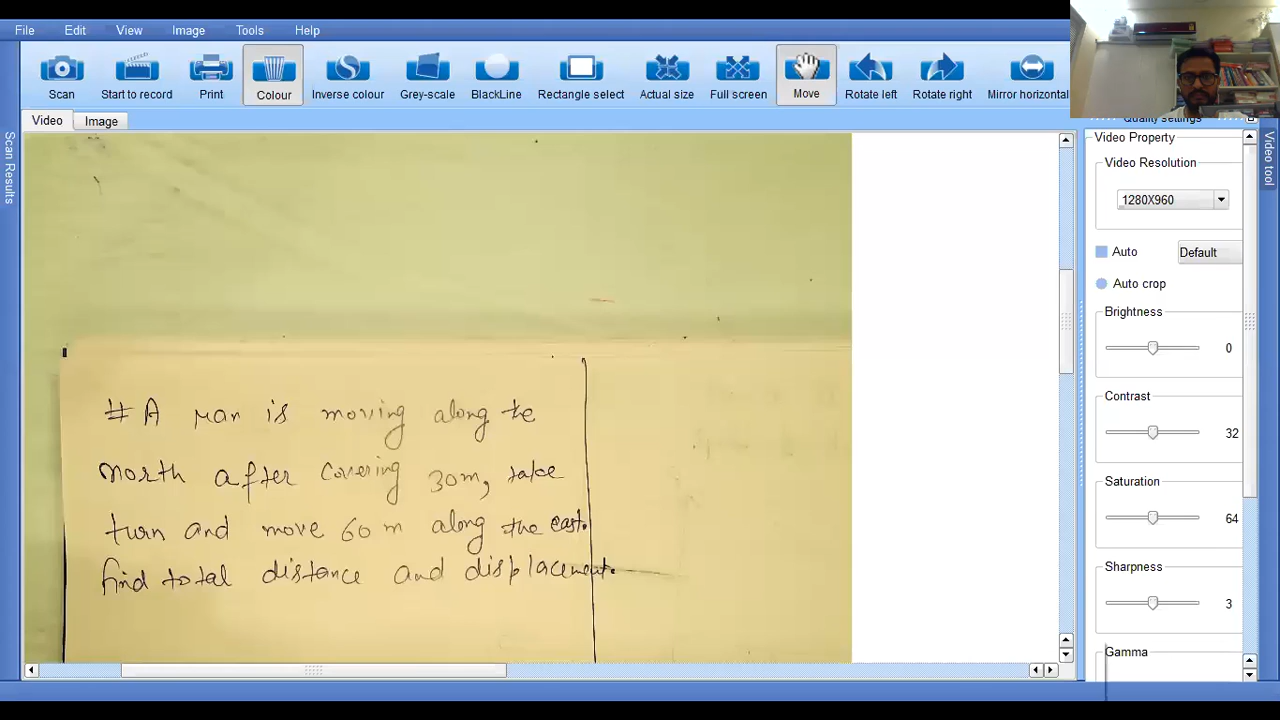 File Edit View Image Tools Help
Scan Start to record Print Colour Inverse colour Grey-scale BlackLine Rectangle select Actual size Full screen Move Rotate left Rotate right Mirror horizontal
Video Image
Scan Results
# A man is moving along the
north after covering 30m, take
turn and move 60 m along the east.
find total distance and displacement.
Quality settings
Video Property
Video Resolution
1280X960
Auto Default
Auto crop
Brightness
0
Contrast
32
Saturation
64
Sharpness
3
Gamma
Video tool